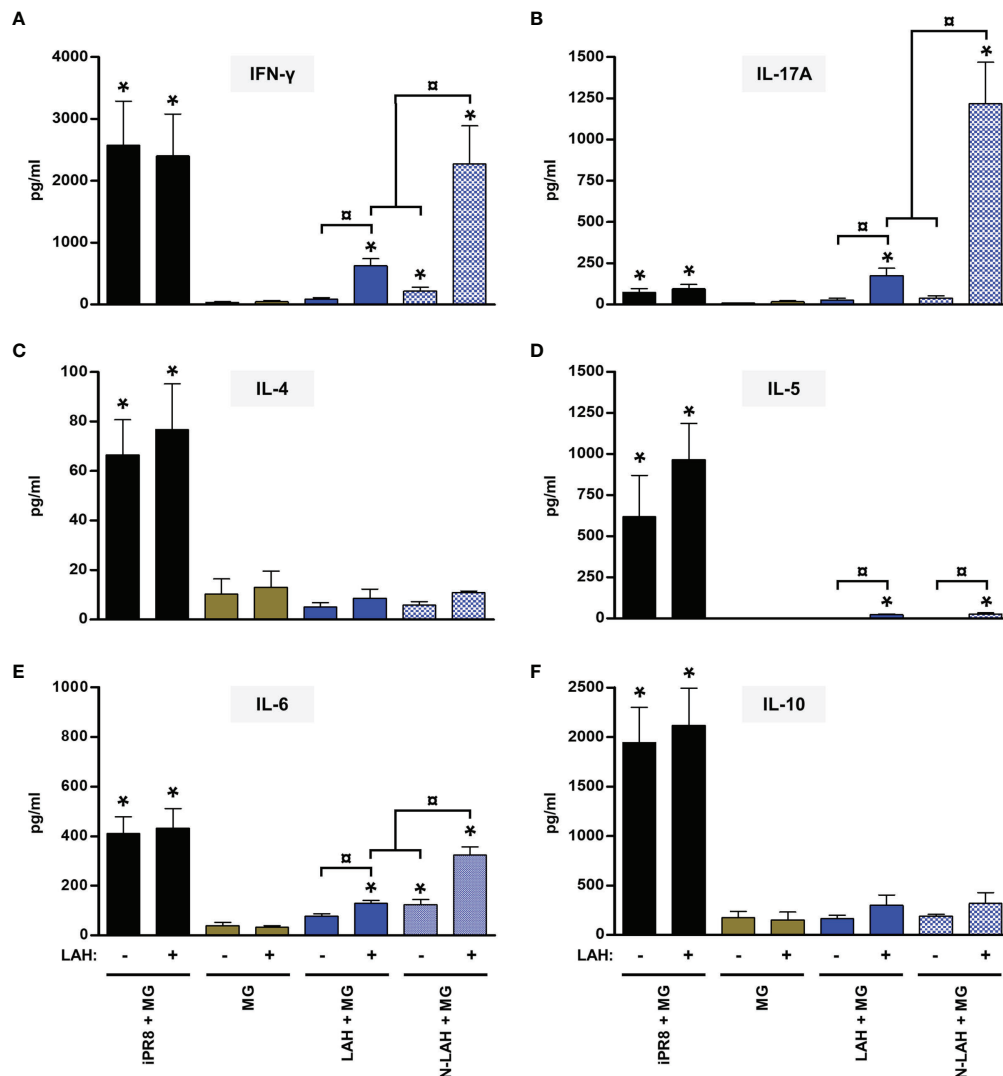 A
IFN-γ
4000
3000
2000
1000
0
pg/ml
* * ¤ * * ¤ *
B
IL-17A
1500
1250
1000
750
500
250
0
pg/ml
* * ¤ * ¤ *
C
IL-4
100
80
60
40
20
0
pg/ml
* *
D
IL-5
1500
1250
1000
750
500
250
0
pg/ml
* * ¤ * ¤ *
E
IL-6
1000
800
600
400
200
0
pg/ml
* * ¤ * * ¤ *
F
IL-10
2500
2000
1500
1000
500
0
pg/ml
* *
LAH: - + - + - + - +
iPR8 + MG
MG
LAH + MG
N-LAH + MG
- + - + - + - +
iPR8 + MG
MG
LAH + MG
N-LAH + MG